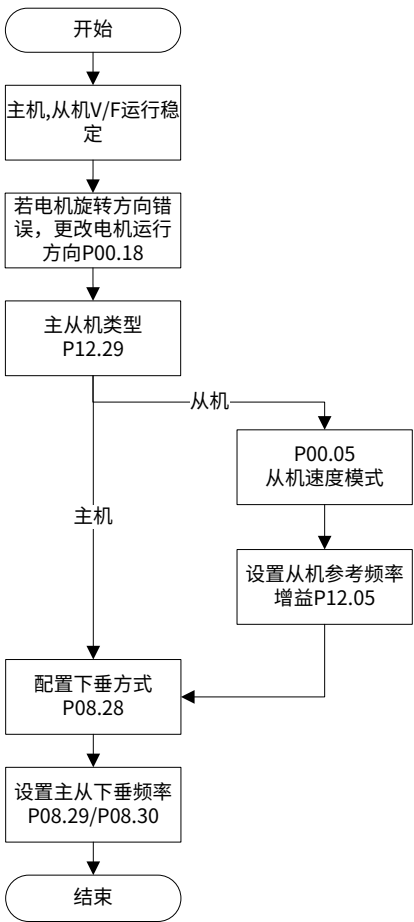 开始
主机,从机V/F运行稳
定
若电机旋转方向错
误，更改电机运行
方向P00.18
主从机类型
P12.29
从机
P00.05
从机速度模式
主机
设置从机参考频率
增益P12.05
配置下垂方式
P08.28
设置主从下垂频率
P08.29/P08.30
结束